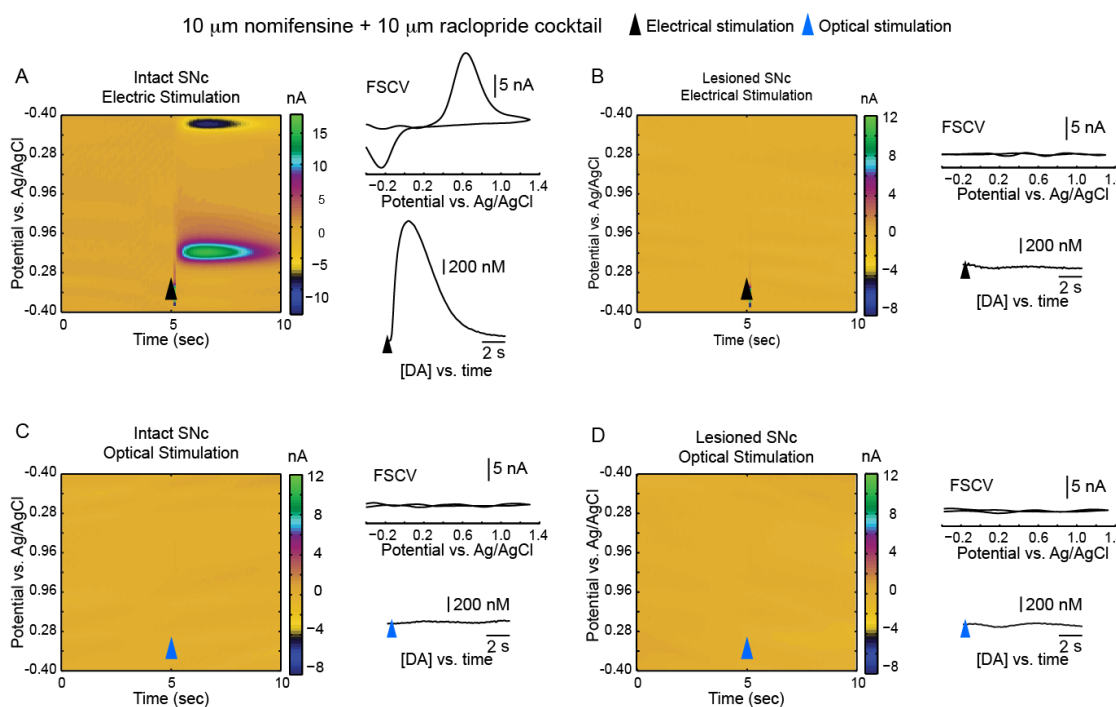 10 μm nomifensine + 10 μm raclopride cocktail Electrical stimulation Optical stimulation
A
Intact SNc
Electric Stimulation
nA
Potential vs. Ag/AgCl
-0.40
0.28
0.96
0.96
0.28
-0.40
0 5 10
Time (sec)
15
10
5
0
−5
−10
FSCV
5 nA
−0.2 0.2 0.6 1.0 1.4
Potential vs. Ag/AgCl
200 nM
2 s
[DA] vs. time
B
Lesioned SNc
Electrical Stimulation
nA
Potential vs. Ag/AgCl
-0.40
0.28
0.96
0.96
0.28
-0.40
0 5 10
Time (sec)
12
8
4
0
−4
−8
FSCV
5 nA
−0.2 0.2 0.6 1.0 1.4
Potential vs. Ag/AgCl
200 nM
2 s
[DA] vs. time
C
Intact SNc
Optical Stimulation
nA
Potential vs. Ag/AgCl
-0.40
0.28
0.96
0.96
0.28
-0.40
0 5 10
Time (sec)
12
8
4
0
−4
−8
FSCV
5 nA
−0.2 0.2 0.6 1.0 1.4
Potential vs. Ag/AgCl
200 nM
2 s
[DA] vs. time
D
Lesioned SNc
Optical Stimulation
nA
Potential vs. Ag/AgCl
-0.40
0.28
0.96
0.96
0.28
-0.40
0 5 10
Time (sec)
12
8
4
0
−4
−8
FSCV
5 nA
−0.2 0.2 0.6 1.0 1.4
Potential vs. Ag/AgCl
200 nM
2 s
[DA] vs. time